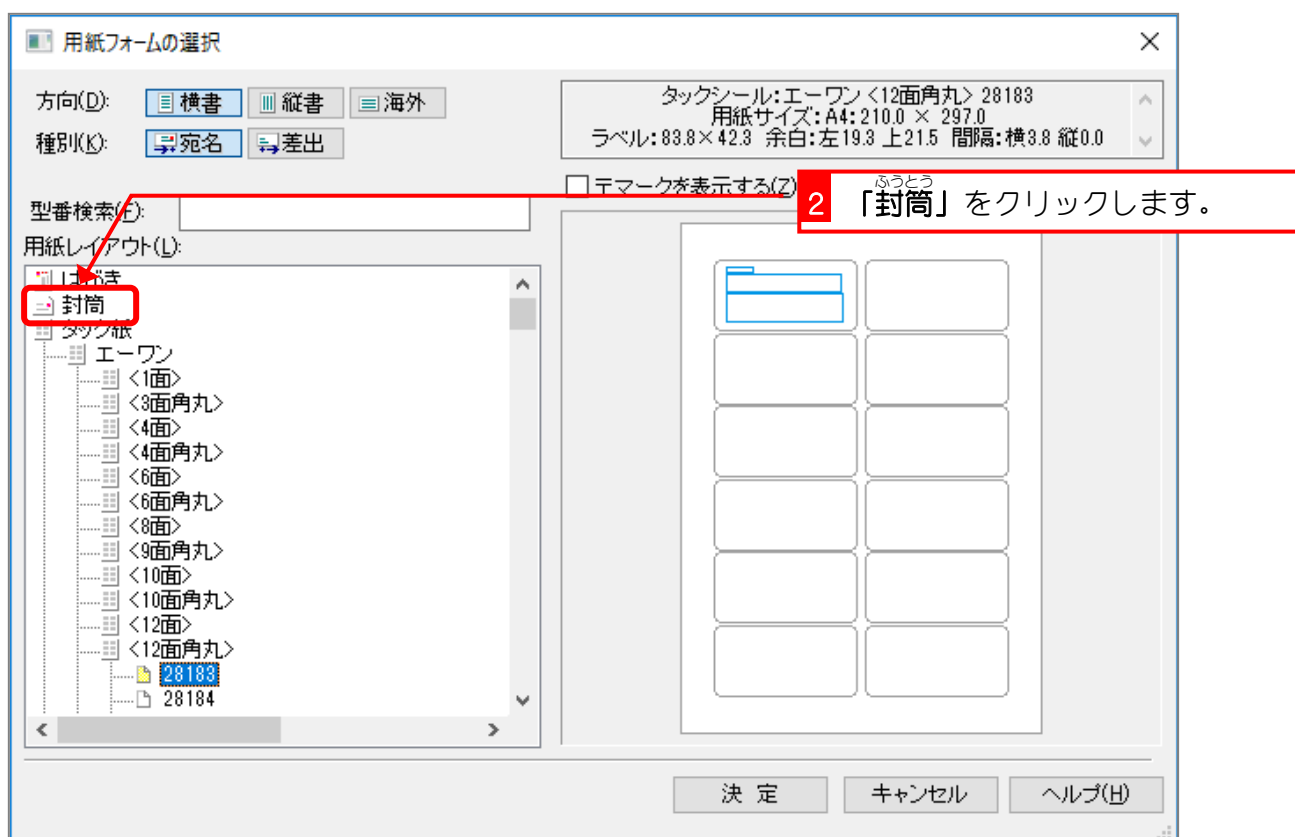 用紙フォームの選択
方向(D): 横書 縦書 海外
種別(K): 宛名 差出
タックシール:エーワン <12面角丸> 28183
用紙サイズ:A4:210.0 × 297.0
ラベル:83.8×42.3 余白:左19.3 上21.5 間隔:横3.8 縦0.0
〒マークを表示する(Z)
2 「封筒」をクリックします。
ふうとう
型番検索(F):
用紙レイアウト(L):
はがき
封筒
タック紙
エーワン
<1面>
<3面角丸>
<4面>
<4面角丸>
<6面>
<6面角丸>
<8面>
<9面角丸>
<10面>
<10面角丸>
<12面>
<12面角丸>
28183
28184
決 定 キャンセル ヘルプ(H)